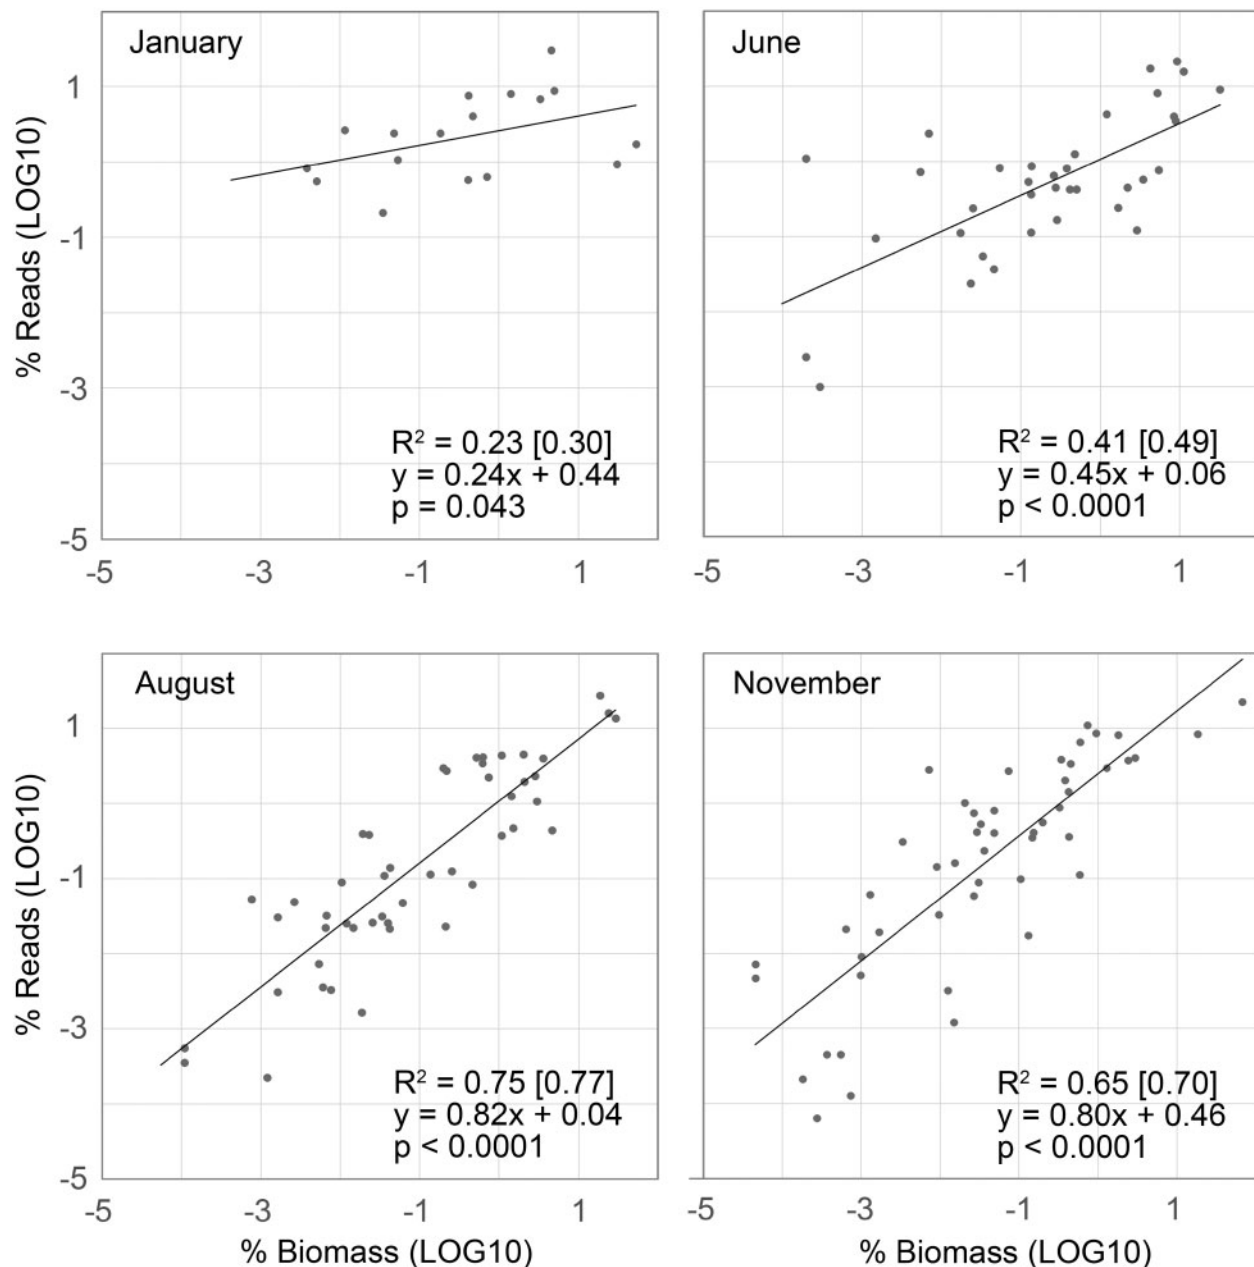 January
1
-1
-3
-5
-5 -3 -1 1
% Reads (LOG10)
R² = 0.23 [0.30]
y = 0.24x + 0.44
p = 0.043
June
R² = 0.41 [0.49]
y = 0.45x + 0.06
p < 0.0001
-5 -3 -1 1
August
1
-1
-3
-5
-5 -3 -1 1
% Reads (LOG10)
R² = 0.75 [0.77]
y = 0.82x + 0.04
p < 0.0001
% Biomass (LOG10)
November
R² = 0.65 [0.70]
y = 0.80x + 0.46
p < 0.0001
-5 -3 -1 1
% Biomass (LOG10)